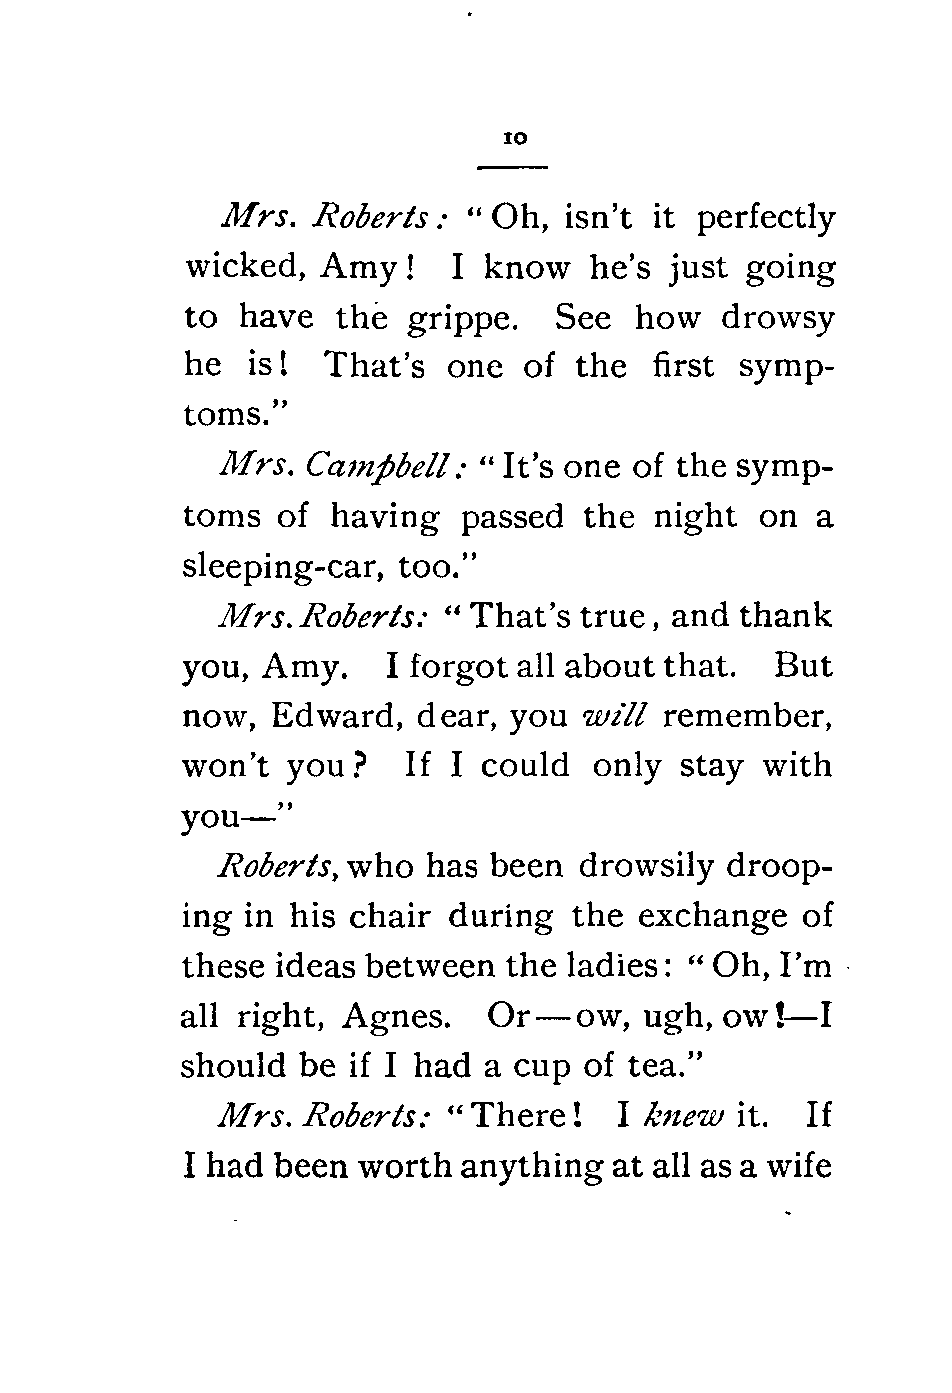 10
Mrs. Roberts: "Oh, isn't it perfectly
wicked, Amy! I know he's just going
to have the grippe. See how drowsy
he is! That's one of the first symp-
toms."
Mrs. Campbell: "It's one of the symp-
toms of having passed the night on a
sleeping-car, too."
Mrs. Roberts: "That's true, and thank
you, Amy. I forgot all about that. But
now, Edward, dear, you will remember,
won't you? If I could only stay with
you—"
Roberts, who has been drowsily droop-
ing in his chair during the exchange of
these ideas between the ladies: "Oh, I'm
all right, Agnes. Or—ow, ugh, ow!—I
should be if I had a cup of tea."
Mrs. Roberts: "There! I knew it. If
I had been worth anything at all as a wife